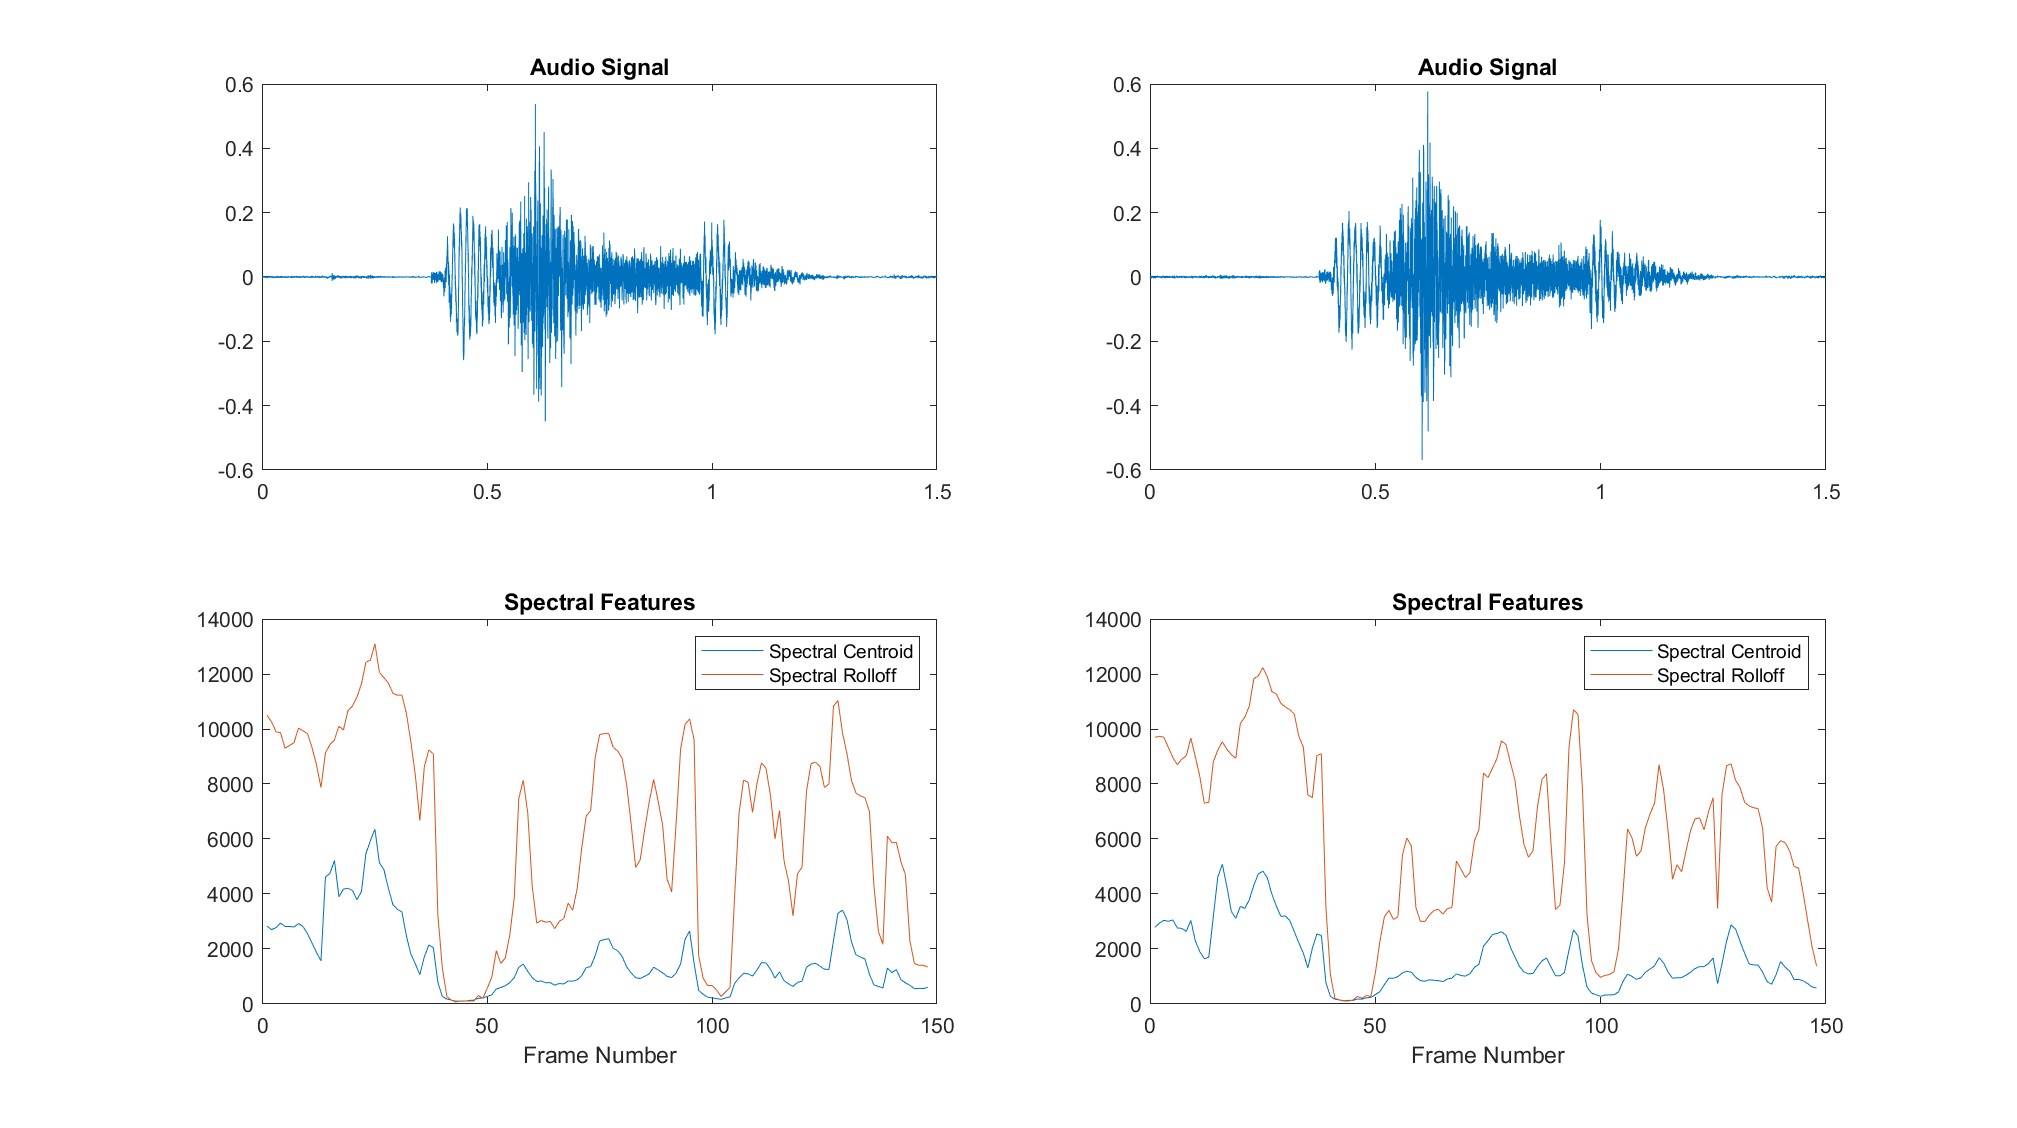 Audio Signal
0.6
0.4
0.2
0
-0.2
-0.4
-0.6
0 0.5 1 1.5
Audio Signal
0.6
0.4
0.2
0
-0.2
-0.4
-0.6
0 0.5 1 1.5
Spectral Features
14000
12000
10000
8000
6000
4000
2000
0
Spectral Centroid
Spectral Rolloff
0 50 100 150
Frame Number
Spectral Features
14000
12000
10000
8000
6000
4000
2000
0
Spectral Centroid
Spectral Rolloff
0 50 100 150
Frame Number